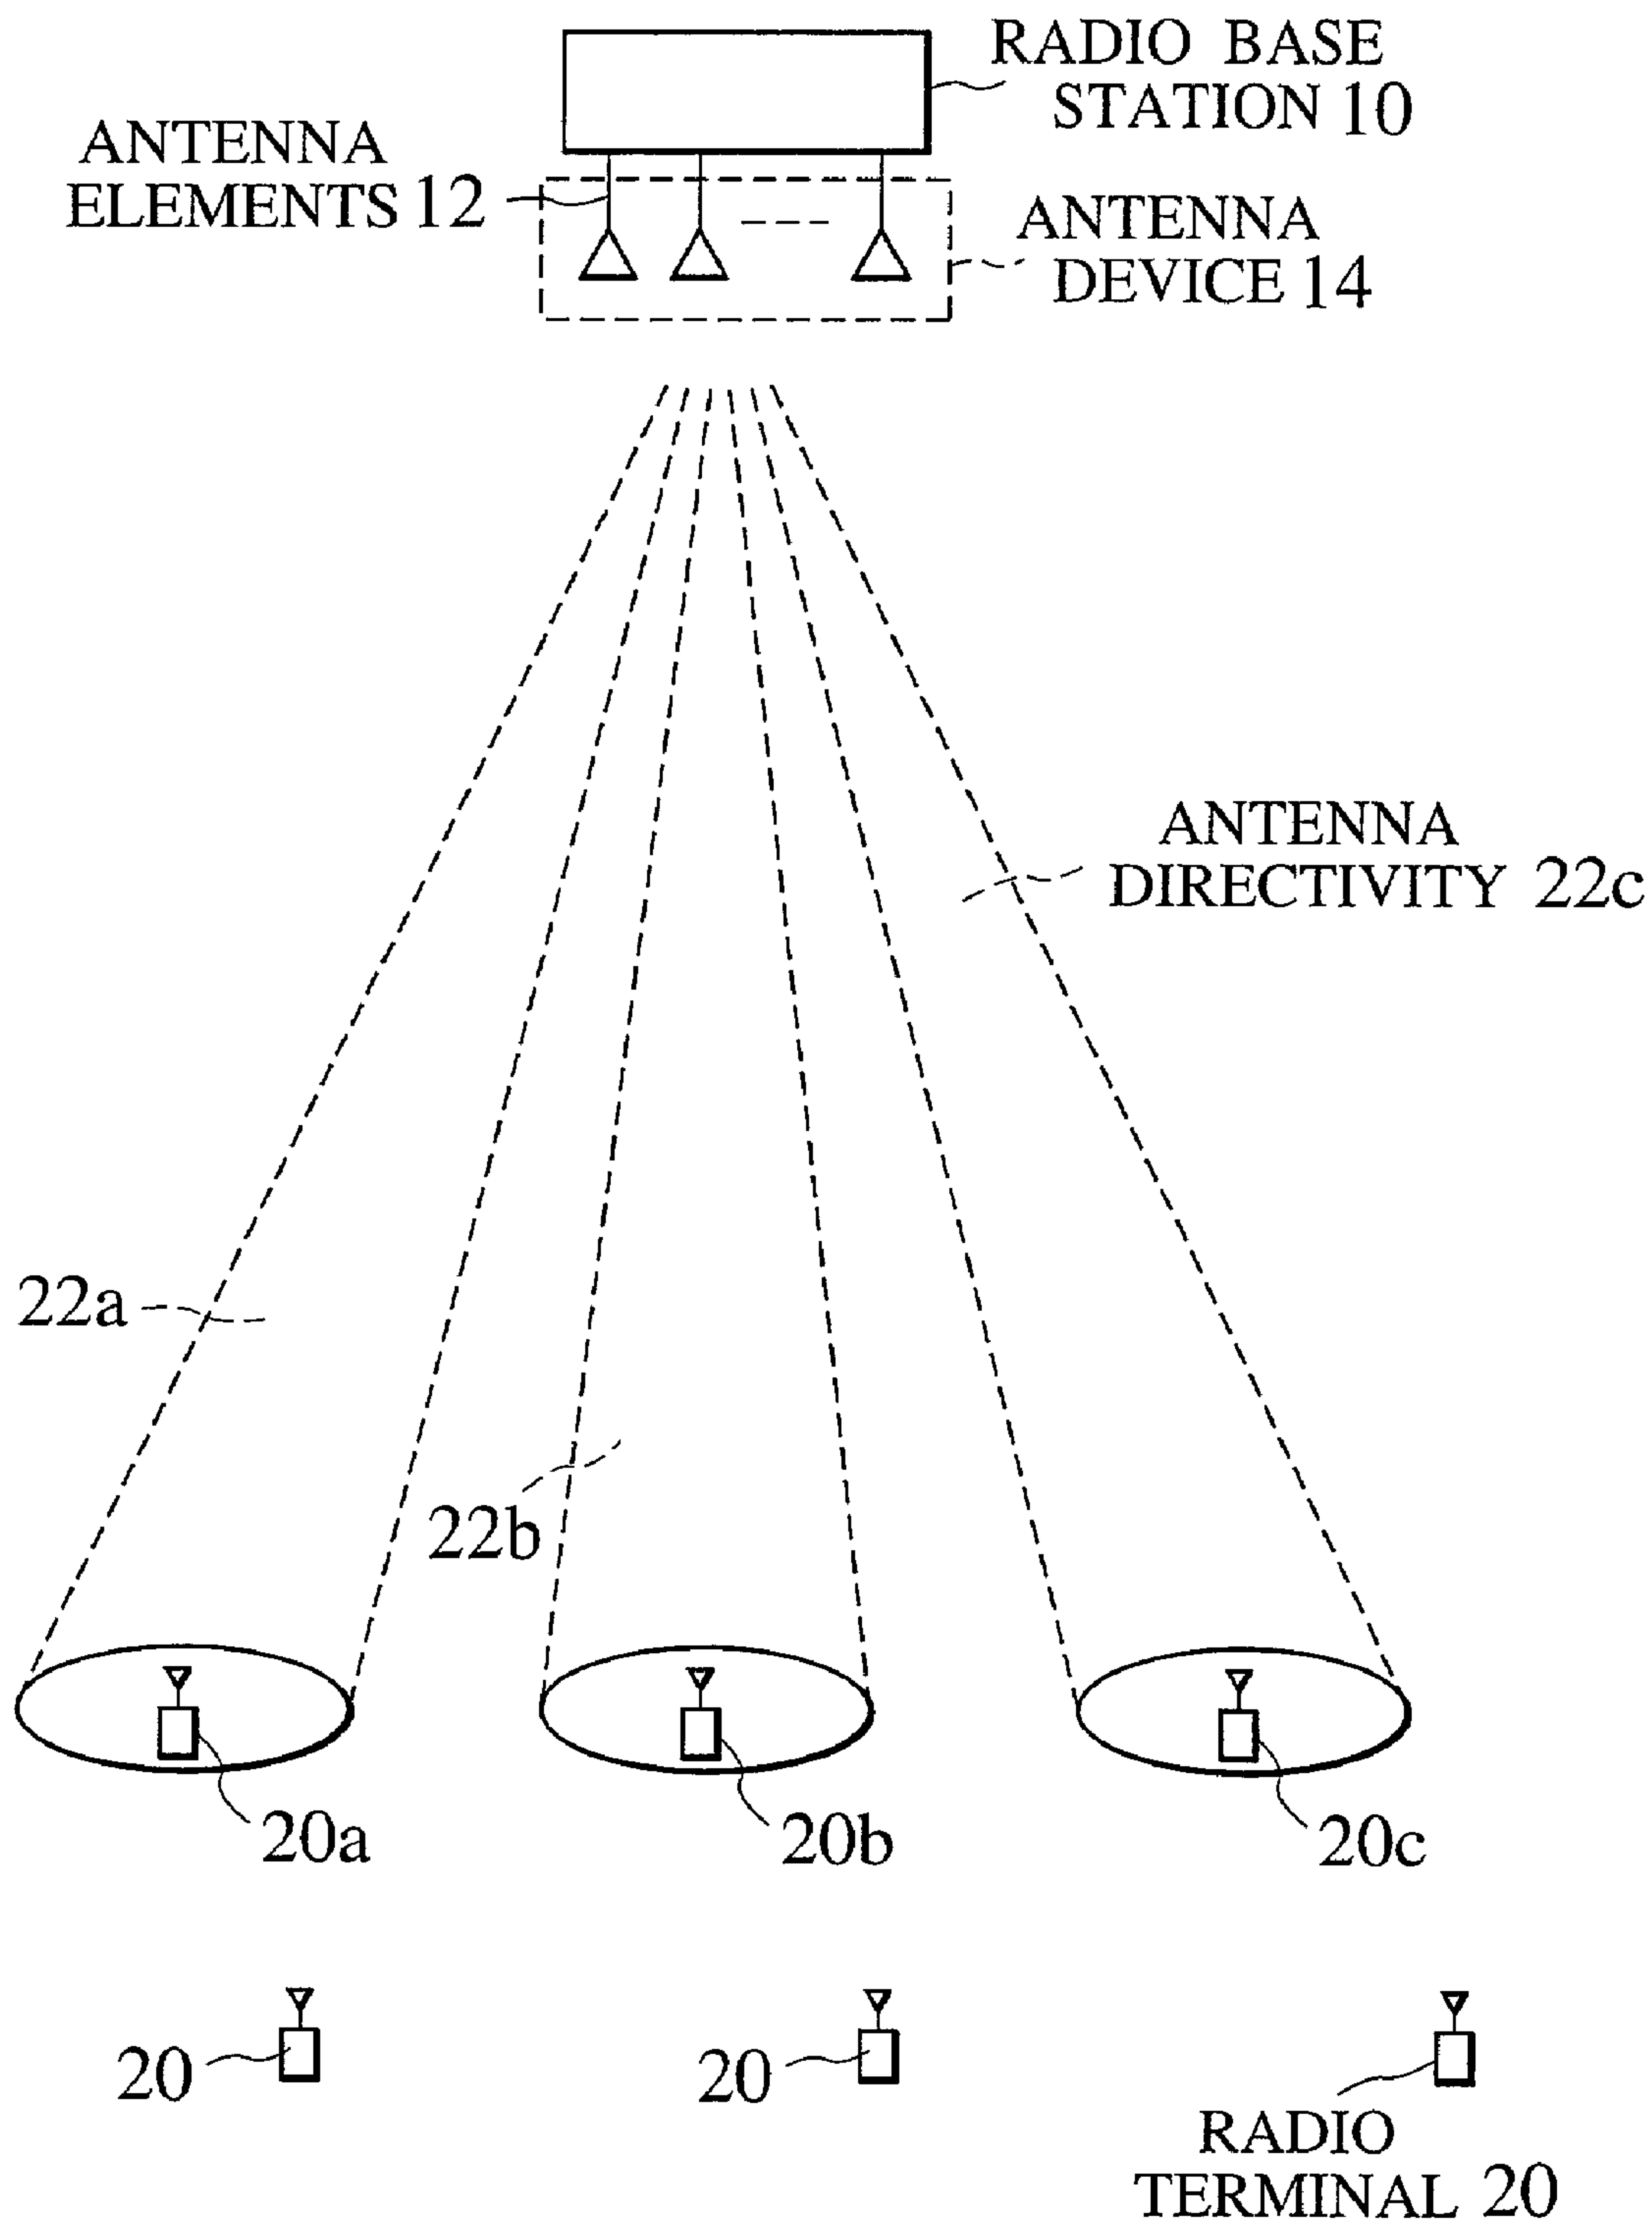 RADIO BASE
STATION 10
ANTENNA
ELEMENTS 12
ANTENNA
DEVICE 14
ANTENNA
DIRECTIVITY 22c
22a
22b
20a
20b
20c
20
20
RADIO
TERMINAL 20